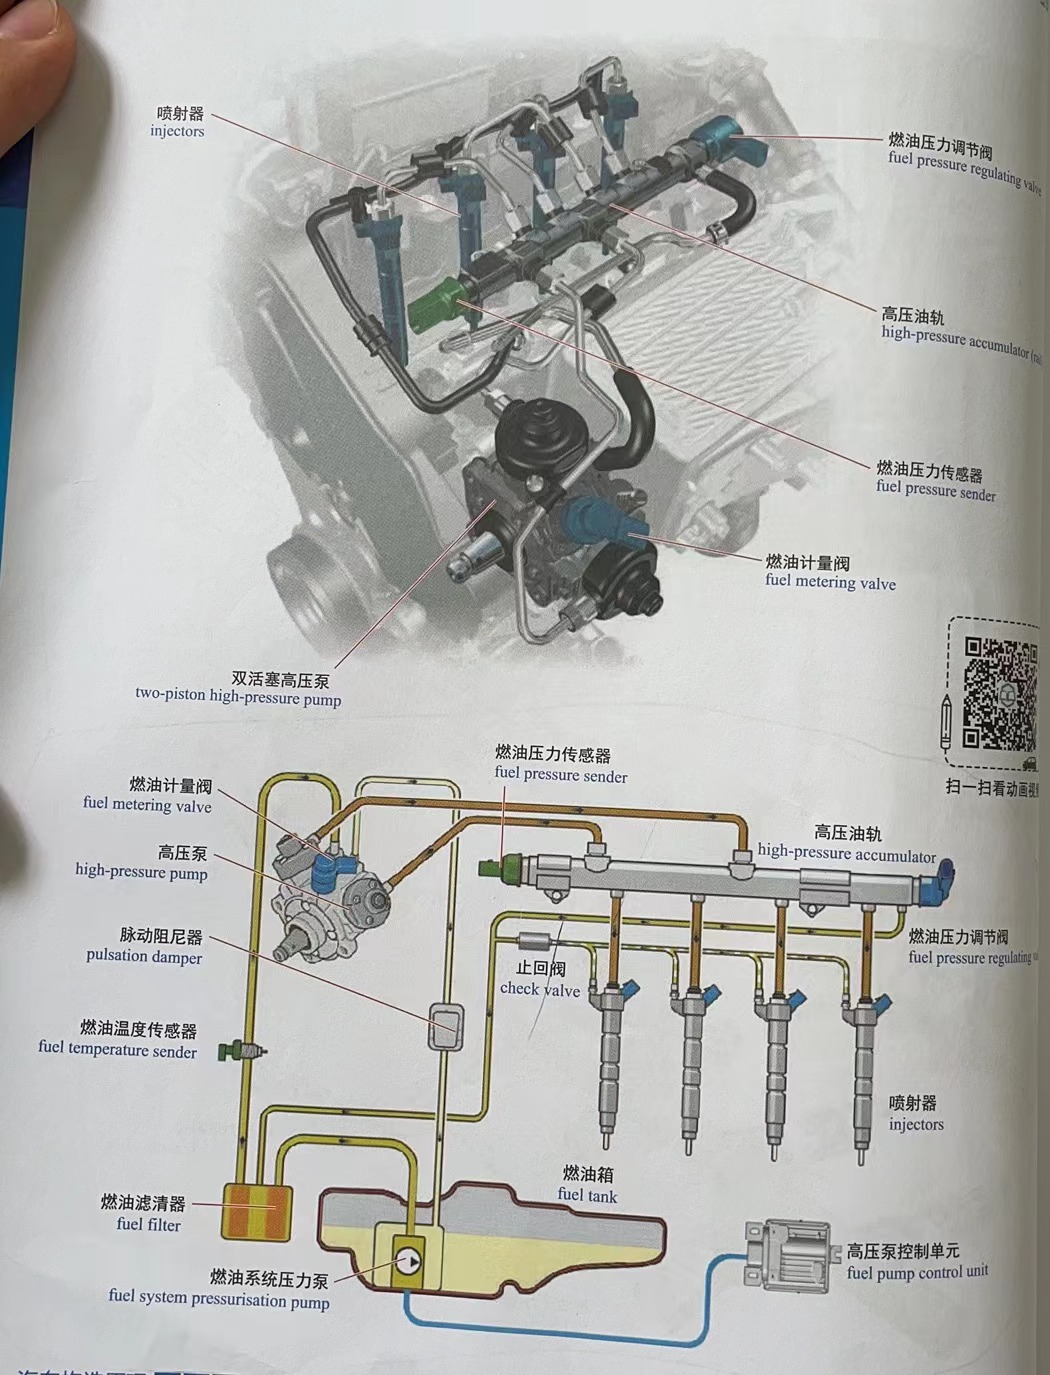 喷射器
injectors
燃油压力调节阀
fuel pressure regulating valve
高压油轨
high-pressure accumulator
燃油压力传感器
fuel pressure sender
燃油计量阀
fuel metering valve
双活塞高压泵
two-piston high-pressure pump
扫一扫看动画视
燃油压力传感器
fuel pressure sender
燃油计量阀
fuel metering valve
高压油轨
high-pressure accumulator
高压泵
high-pressure pump
脉动阻尼器
pulsation damper
燃油压力调节阀
fuel pressure regulating
止回阀
check valve
燃油温度传感器
fuel temperature sender
喷射器
injectors
燃油箱
fuel tank
燃油滤清器
fuel filter
高压泵控制单元
fuel pump control unit
燃油系统压力泵
fuel system pressurisation pump